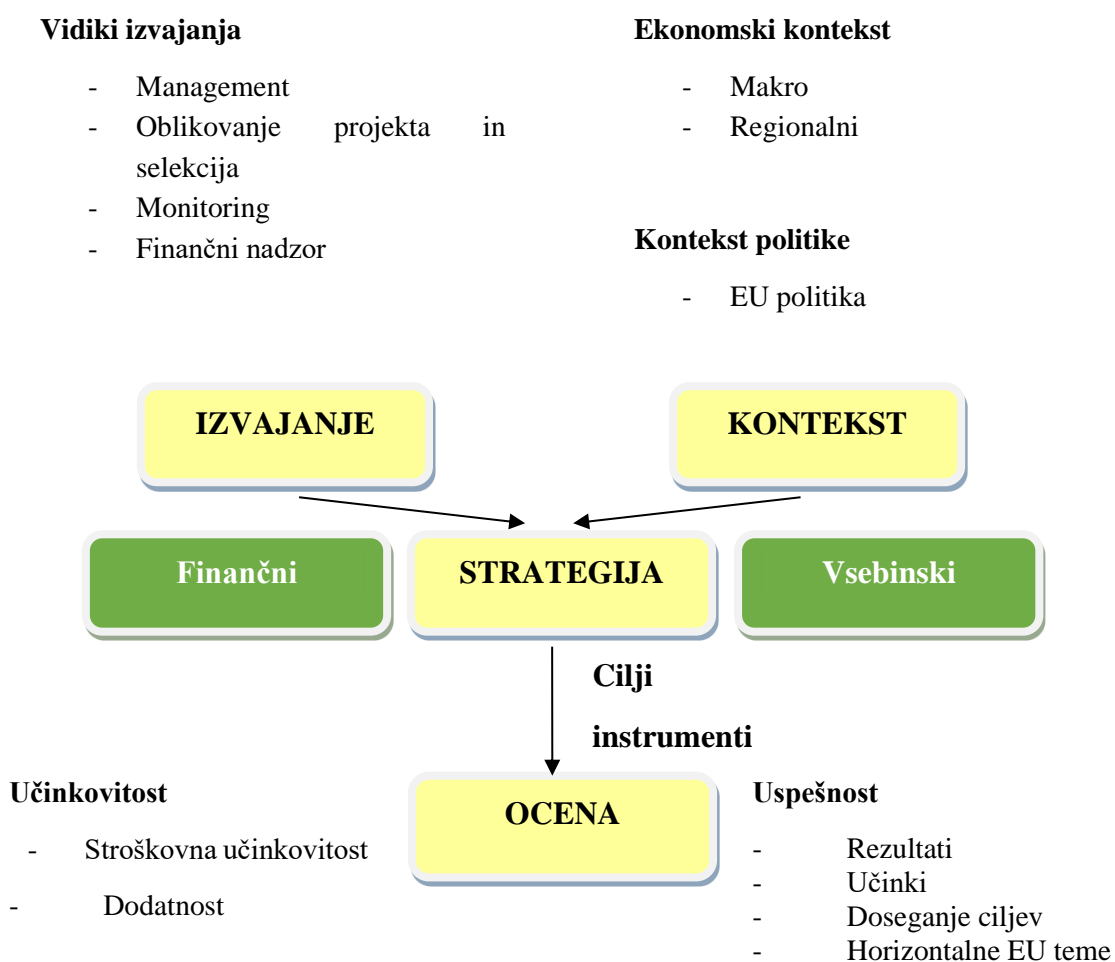 Vidiki izvajanja
- Management
- Oblikovanje projekta in
selekcija
- Monitoring
- Finančni nadzor
Ekonomski kontekst
- Makro
- Regionalni
Kontekst politike
- EU politika
IZVAJANJE
KONTEKST
Finančni
STRATEGIJA
Vsebinski
Cilji
instrumenti
Učinkovitost
- Stroškovna učinkovitost
- Dodatnost
OCENA
Uspešnost
- Rezultati
- Učinki
- Doseganje ciljev
- Horizontalne EU teme